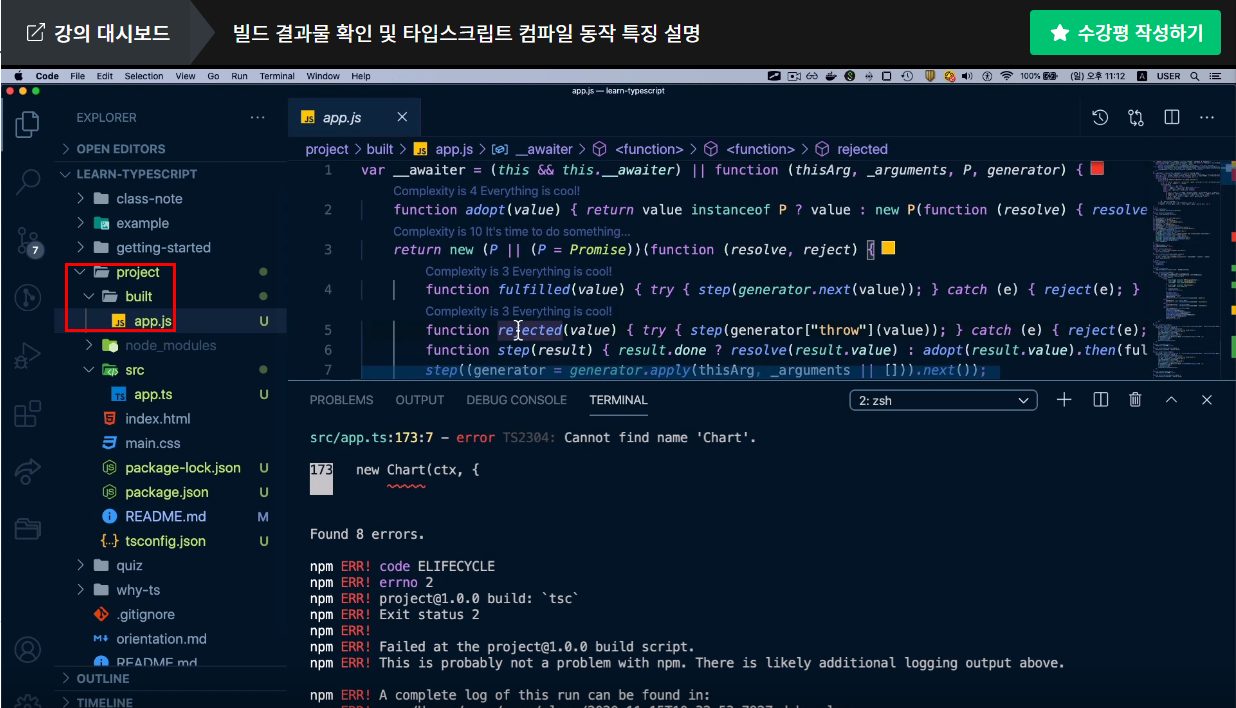 강의 대시보드
빌드 결과물 확인 및 타입스크립트 컴파일 동작 특징 설명
수강평 작성하기
Code File Edit Selection View Go Run Terminal Window Help
100% (일) 오후 11:12 A USER
app.js — learn-typescript
EXPLORER
OPEN EDITORS
LEARN-TYPESCRIPT
class-note
example
getting-started
project
built
JS app.js U
node_modules
src
TS app.ts U
index.html
main.css
package-lock.json U
package.json U
README.md M
{..} tsconfig.json U
quiz
why-ts
.gitignore
orientation.md
README.md
OUTLINE
TIMELINE
7
JS app.js
project > built > JS app.js > __awaiter > <function> > <function> > rejected
1 var __awaiter = (this && this.__awaiter) || function (thisArg, _arguments, P, generator) {
Complexity is 4 Everything is cool!
2 function adopt(value) { return value instanceof P ? value : new P(function (resolve) { resolve
Complexity is 10 It's time to do something...
3 return new (P || (P = Promise))(function (resolve, reject) {
Complexity is 3 Everything is cool!
4 function fulfilled(value) { try { step(generator.next(value)); } catch (e) { reject(e); }
Complexity is 3 Everything is cool!
5 function rejected(value) { try { step(generator["throw"](value)); } catch (e) { reject(e);
6 function step(result) { result.done ? resolve(result.value) : adopt(result.value).then(ful
7 step((generator = generator.apply(thisArg, _arguments || [])).next());
PROBLEMS OUTPUT DEBUG CONSOLE TERMINAL 2: zsh
src/app.ts:173:7 - error TS2304: Cannot find name 'Chart'.
173 new Chart(ctx, {
Found 8 errors.
npm ERR! code ELIFECYCLE
npm ERR! errno 2
npm ERR! project@1.0.0 build: `tsc`
npm ERR! Exit status 2
npm ERR!
npm ERR! Failed at the project@1.0.0 build script.
npm ERR! This is probably not a problem with npm. There is likely additional logging output above.
npm ERR! A complete log of this run can be found in: